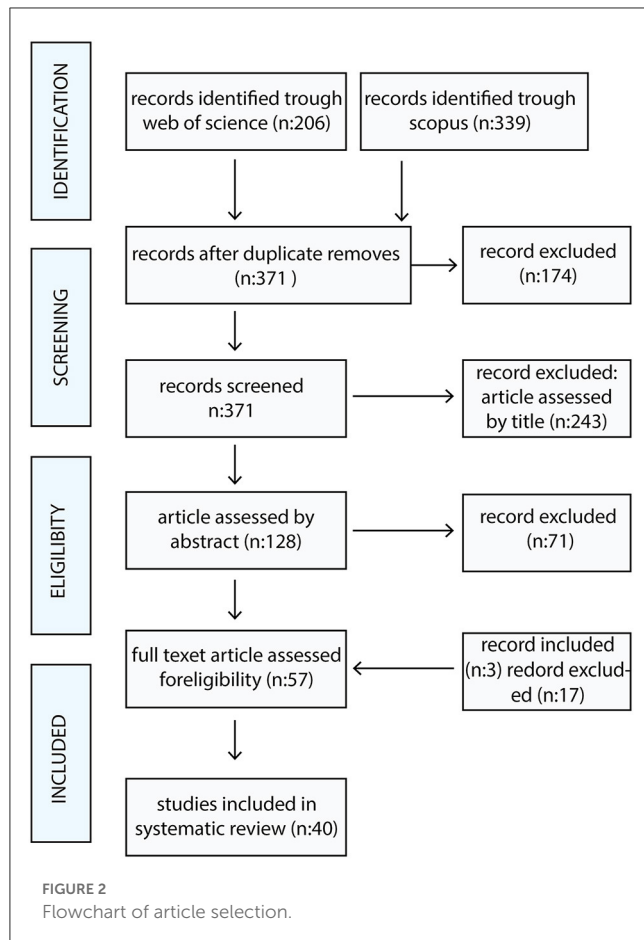 IDENTIFICATION
records identified trough
web of science (n:206)
records identified trough
scopus (n:339)
records after duplicate removes
(n:371 )
record excluded
(n:174)
SCREENING
records screened
n:371
record excluded:
article assessed
by title (n:243)
ELIGILIBITY
article assessed by
abstract (n:128)
record excluded
(n:71)
full texet article assessed
foreligibility (n:57)
record included
(n:3) redord exclud-
ed (n:17)
INCLUDED
studies included in
systematic review (n:40)
FIGURE 2
Flowchart of article selection.